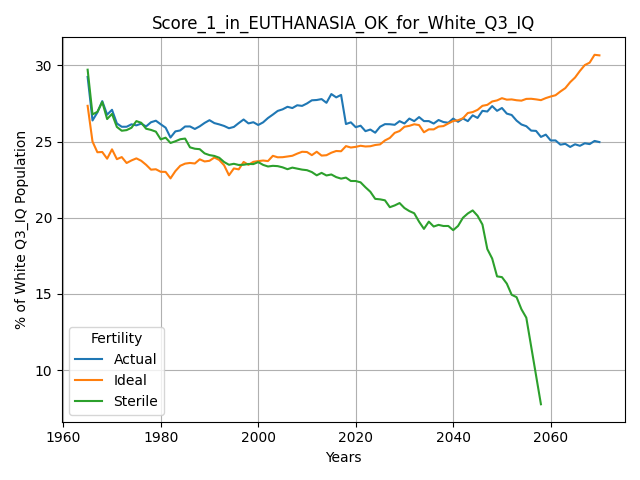 Score_1_in_EUTHANASIA_OK_for_White_Q3_IQ
% of White Q3_IQ Population
30
25
20
15
10
Fertility
Actual
Ideal
Sterile
1960 1980 2000 2020 2040 2060
Years